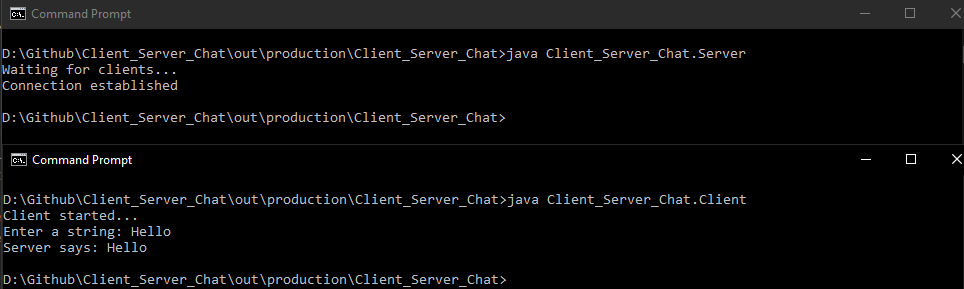 Command Prompt
D:\Github\Client_Server_Chat\out\production\Client_Server_Chat>java Client_Server_Chat.Server
Waiting for clients...
Connection established
D:\Github\Client_Server_Chat\out\production\Client_Server_Chat>
Command Prompt
D:\Github\Client_Server_Chat\out\production\Client_Server_Chat>java Client_Server_Chat.Client
Client started...
Enter a string: Hello
Server says: Hello
D:\Github\Client_Server_Chat\out\production\Client_Server_Chat>